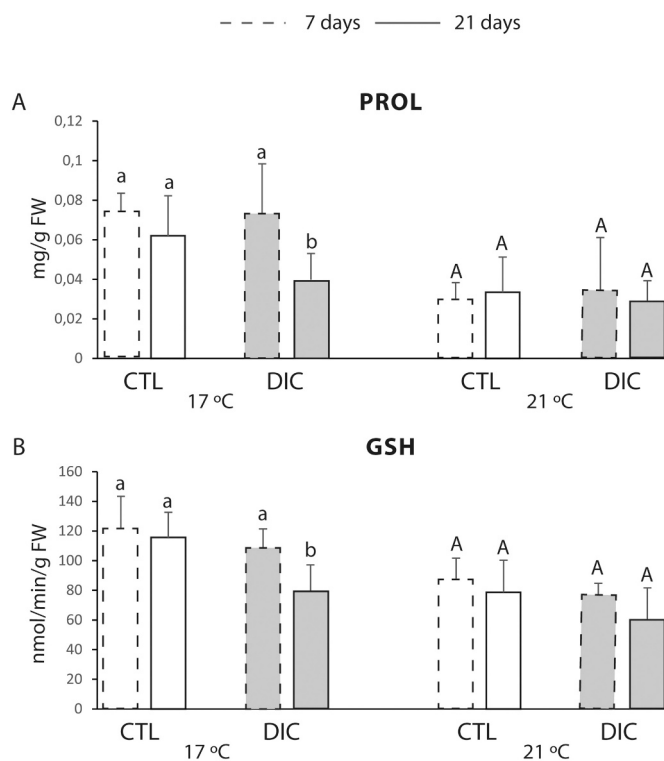 7 days 21 days
A PROL
0,12
0,1
0,08
0,06
0,04
0,02
0
mg/g FW
a a a b A A A A
CTL DIC CTL DIC
17 ºC 21 ºC
B GSH
160
140
120
100
80
60
40
20
0
nmol/min/g FW
a a a b A A A A
CTL DIC CTL DIC
17 ºC 21 ºC